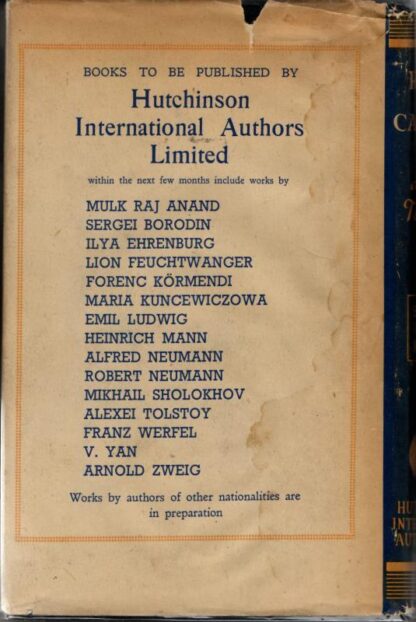 BOOKS TO BE PUBLISHED BY
Hutchinson
International Authors
Limited
within the next few months include works by
MULK RAJ ANAND
SERGEI BORODIN
ILYA EHRENBURG
LION FEUCHTWANGER
FORENC KÖRMENDI
MARIA KUNCEWICZOWA
EMIL LUDWIG
HEINRICH MANN
ALFRED NEUMANN
ROBERT NEUMANN
MIKHAIL SHOLOKHOV
ALEXEI TOLSTOY
FRANZ WERFEL
V. YAN
ARNOLD ZWEIG
Works by authors of other nationalities are
in preparation